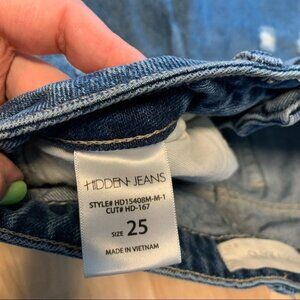 HIDDEN JEANS
STYLE# HD15408M-M-1
CUT# HD-167
SIZE 25
MADE IN VIETNAM